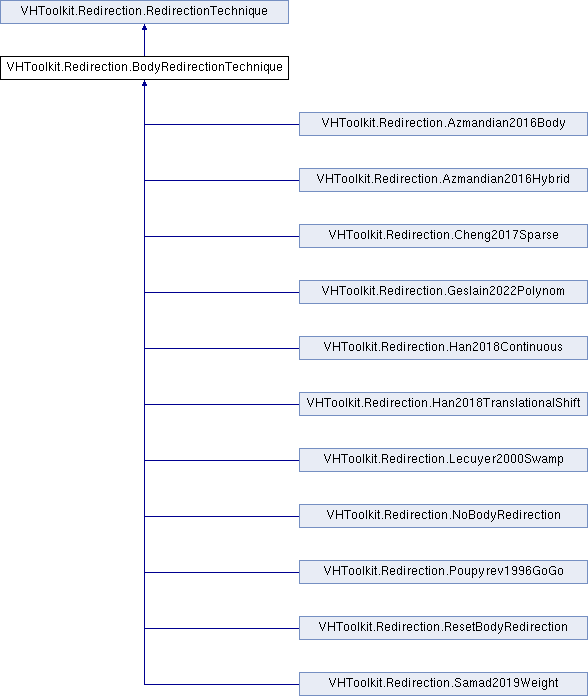 VHToolkit.Redirection.RedirectionTechnique
VHToolkit.Redirection.BodyRedirectionTechnique
VHToolkit.Redirection.Azmandian2016Body
VHToolkit.Redirection.Azmandian2016Hybrid
VHToolkit.Redirection.Cheng2017Sparse
VHToolkit.Redirection.Geslain2022Polynom
VHToolkit.Redirection.Han2018Continuous
VHToolkit.Redirection.Han2018TranslationalShift
VHToolkit.Redirection.Lecuyer2000Swamp
VHToolkit.Redirection.NoBodyRedirection
VHToolkit.Redirection.Poupyrev1996GoGo
VHToolkit.Redirection.ResetBodyRedirection
VHToolkit.Redirection.Samad2019Weight